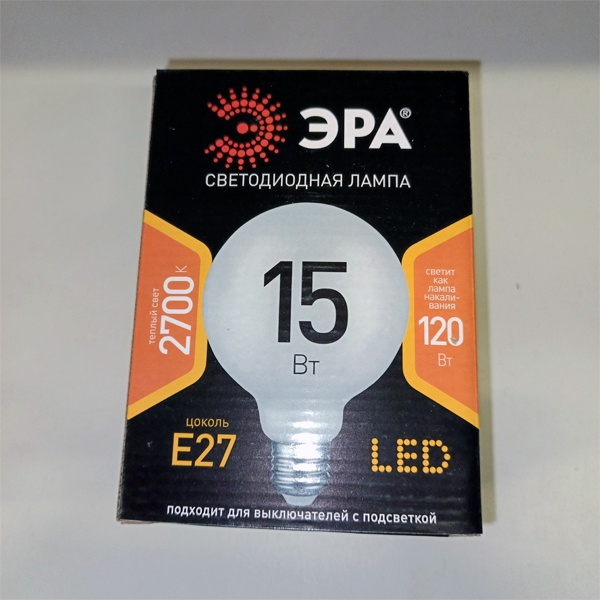 ЭРА®
СВЕТОДИОДНАЯ ЛАМПА
теплый свет
2700 К
15
Вт
светит
как
лампа
накали-
вания
120
Вт
цоколь
E27
LED
подходит для выключателей с подсветкой